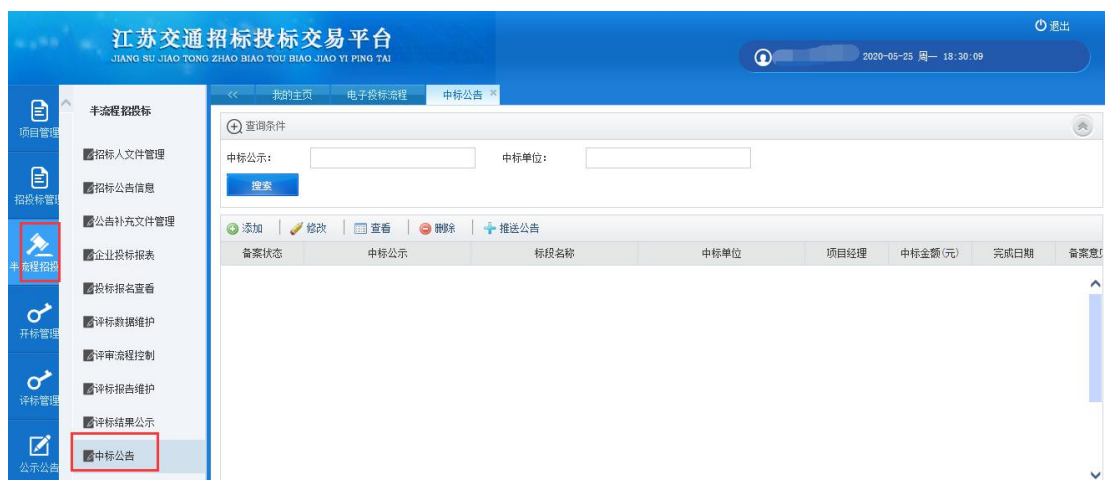 江苏交通招标投标交易平台
JIANG SU JIAO TONG ZHAO BIAO TOU BIAO JIAO YI PING TAI
退出
2020-05-25 周一 18:30:09
项目管理
招投标管
半流程招投
开标管理
评标管理
公示公告
半流程招投标
招标人文件管理
招标公告信息
公告补充文件管理
企业投标报表
投标报名查看
评标数据维护
评审流程控制
评标报告维护
评标结果公示
中标公告
<< 我的主页 电子投标流程 中标公告 ×
查询条件
中标公示: 中标单位:
搜索
添加 修改 查看 删除 推送公告
备案状态 中标公示 标段名称 中标单位 项目经理 中标金额(元) 完成日期 备案意